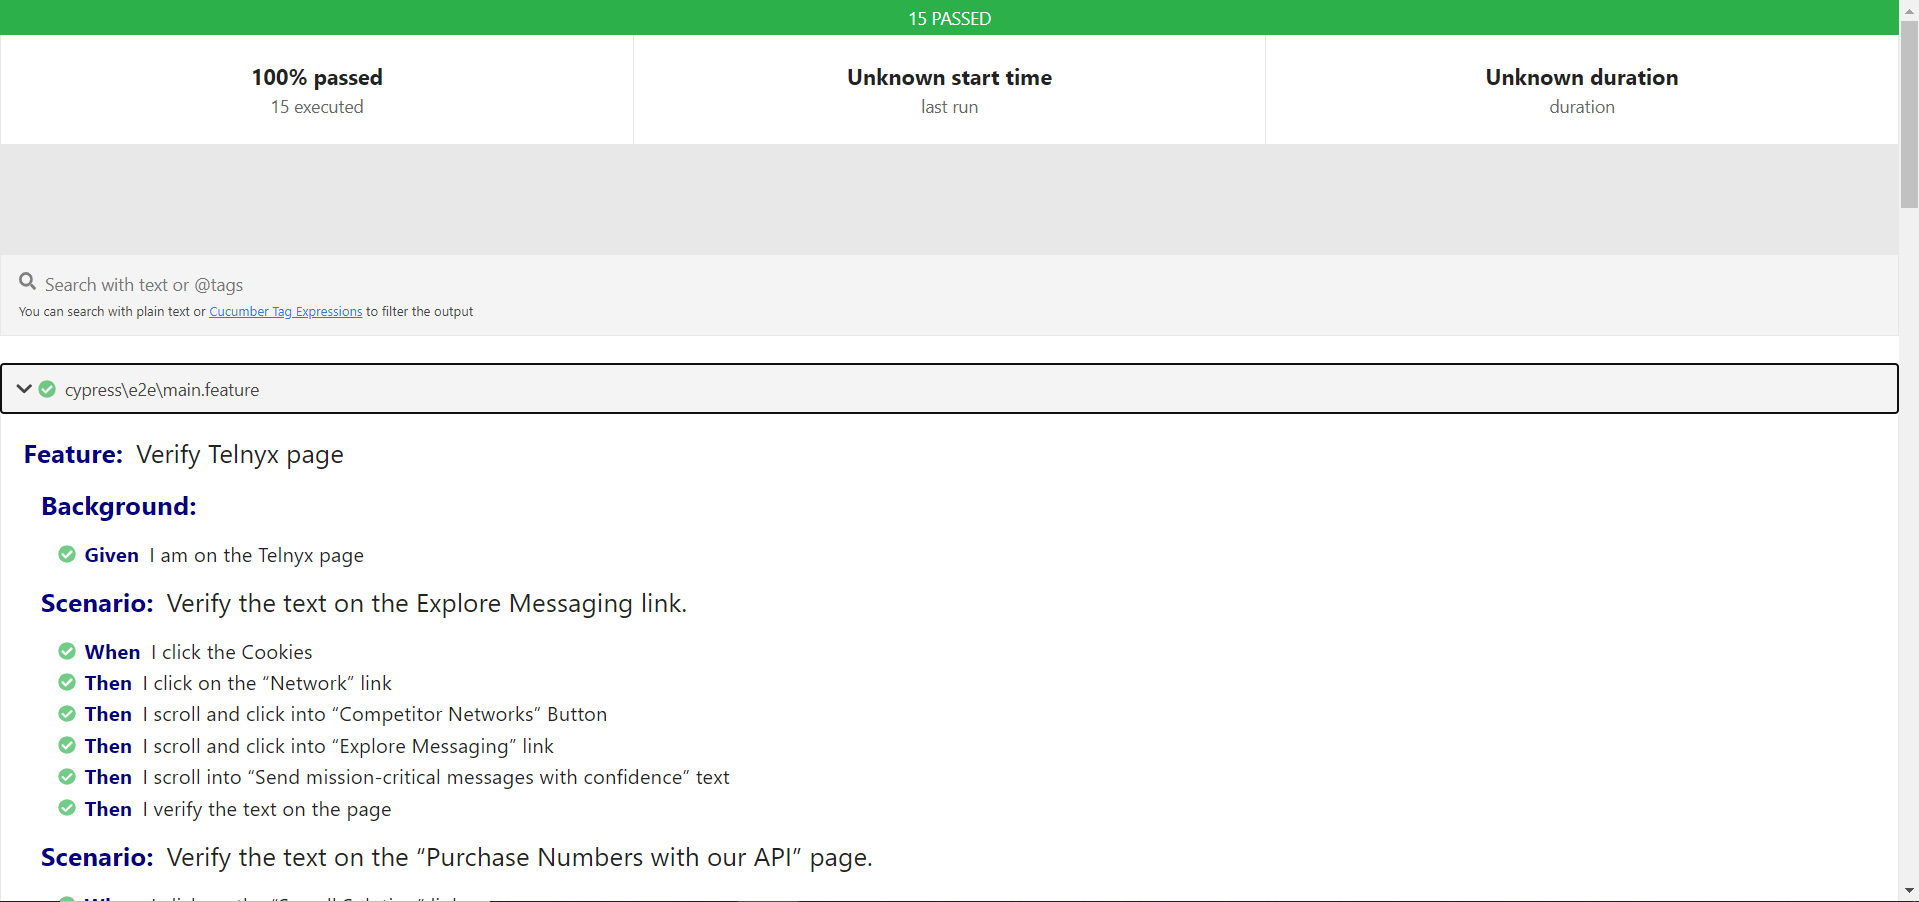 15 PASSED
100% passed
15 executed
Unknown start time
last run
Unknown duration
duration
Search with text or @tags
You can search with plain text or Cucumber Tag Expressions to filter the output
cypress\e2e\main.feature
Feature: Verify Telnyx page
Background:
Given I am on the Telnyx page
Scenario: Verify the text on the Explore Messaging link.
When I click the Cookies
Then I click on the “Network” link
Then I scroll and click into “Competitor Networks” Button
Then I scroll and click into “Explore Messaging” link
Then I scroll into “Send mission-critical messages with confidence” text
Then I verify the text on the page
Scenario: Verify the text on the “Purchase Numbers with our API” page.